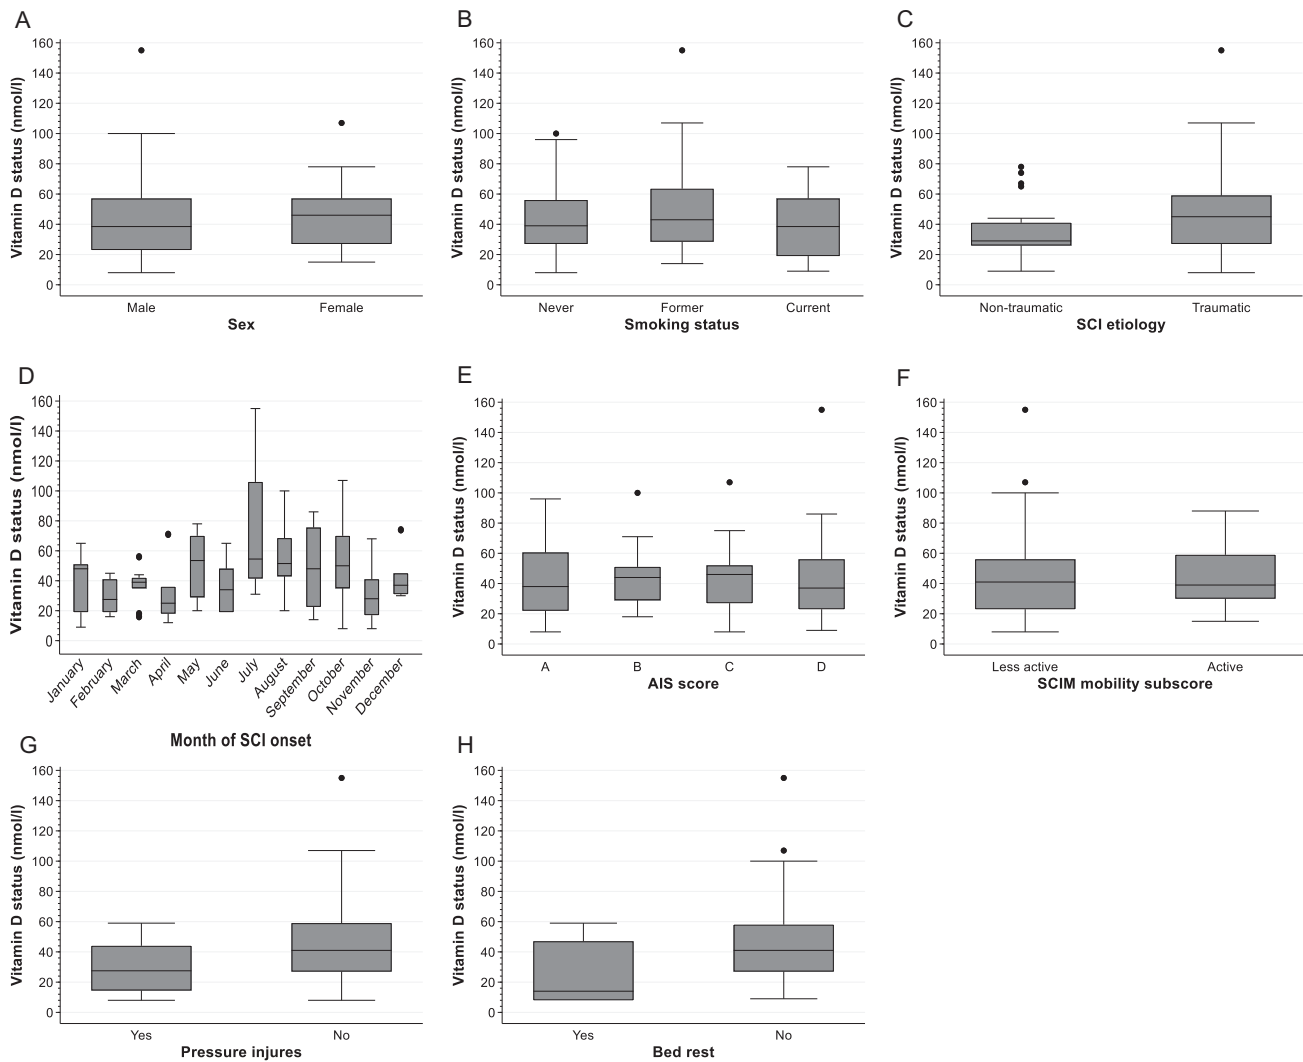 A
Vitamin D status (nmol/l)
160
140
120
100
80
60
40
20
0
Male Female
Sex
B
Vitamin D status (nmol/l)
160
140
120
100
80
60
40
20
0
Never Former Current
Smoking status
C
Vitamin D status (nmol/l)
160
140
120
100
80
60
40
20
0
Non-traumatic Traumatic
SCI etiology
D
Vitamin D status (nmol/l)
160
140
120
100
80
60
40
20
0
January February March April May June July August September October November December
Month of SCI onset
E
Vitamin D status (nmol/l)
160
140
120
100
80
60
40
20
0
A B C D
AIS score
F
Vitamin D status (nmol/l)
160
140
120
100
80
60
40
20
0
Less active Active
SCIM mobility subscore
G
Vitamin D status (nmol/l)
160
140
120
100
80
60
40
20
0
Yes No
Pressure injures
H
Vitamin D status (nmol/l)
160
140
120
100
80
60
40
20
0
Yes No
Bed rest